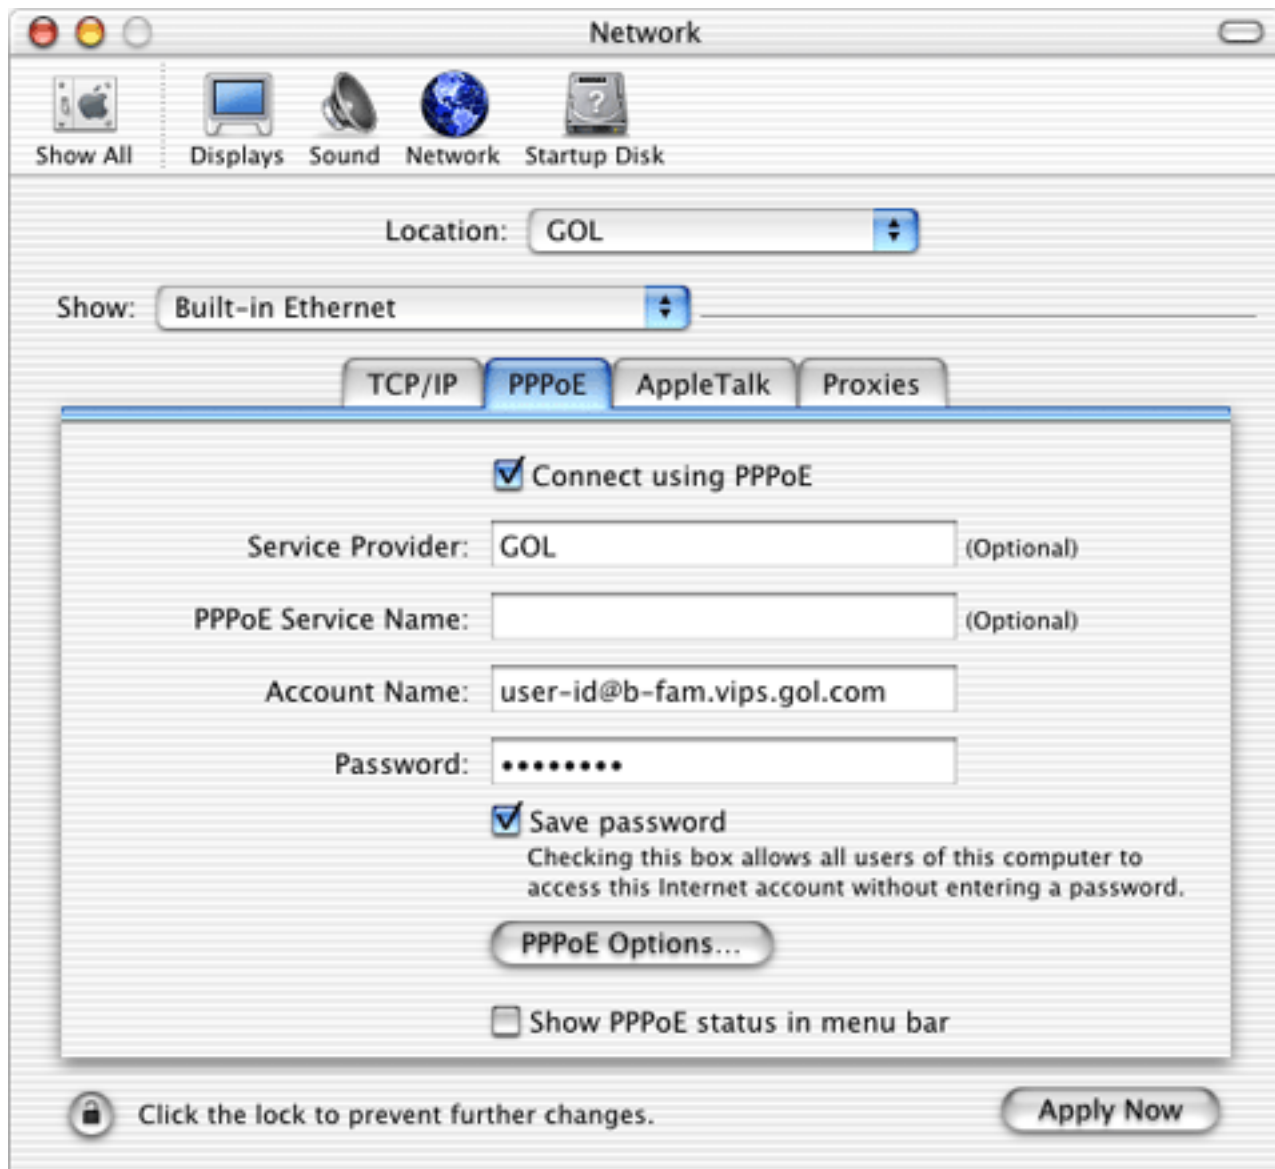 Network
Show All Displays Sound Network Startup Disk
Location: GOL
Show: Built-in Ethernet
TCP/IP PPPoE AppleTalk Proxies
Connect using PPPoE
Service Provider: GOL (Optional)
PPPoE Service Name: (Optional)
Account Name: user-id@b-fam.vips.gol.com
Password: ••••••••
Save password
Checking this box allows all users of this computer to
access this Internet account without entering a password.
PPPoE Options...
Show PPPoE status in menu bar
Click the lock to prevent further changes. Apply Now